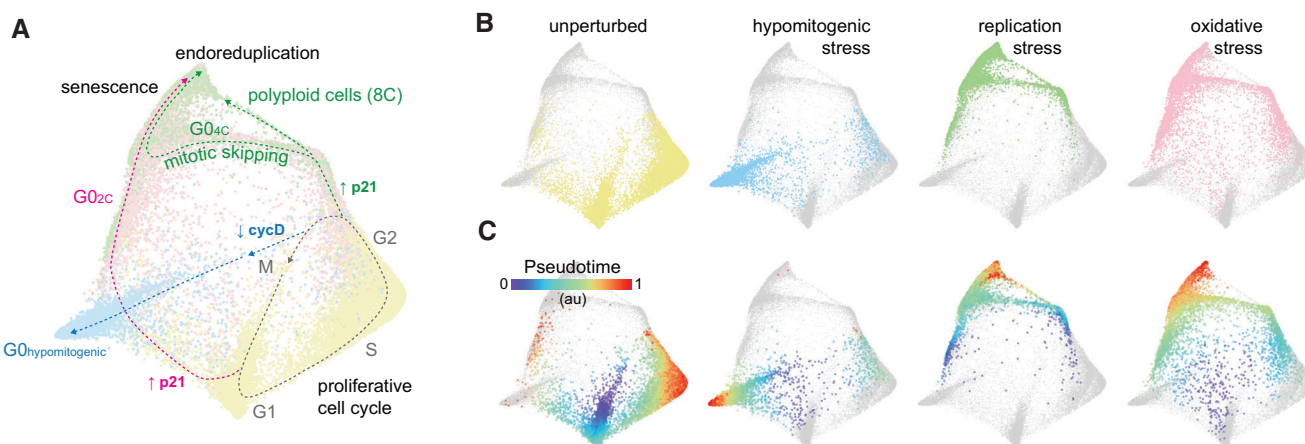 A
endoreduplication
senescence
polyploid cells (8C)
G04C
mitotic skipping
G02C
↑ p21
↓ cycD
G2
M
G0hypomitogenic
S
↑ p21
proliferative
cell cycle
G1
B
unperturbed
hypomitogenic
stress
replication
stress
oxidative
stress
C
Pseudotime
0
1
(au)